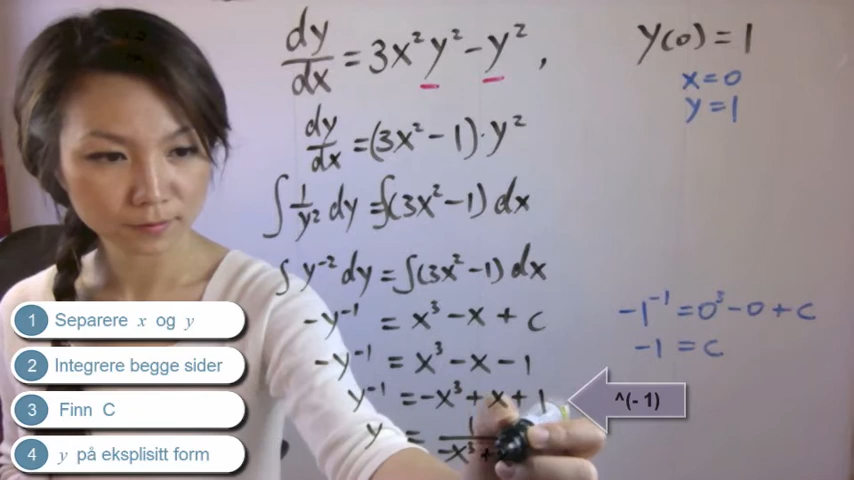 dy/dx = 3x²y² - y² , y(0) = 1
x = 0
y = 1
dy/dx = (3x² - 1) · y²
∫ 1/y² dy = ∫(3x² - 1) dx
∫ y⁻² dy = ∫(3x² - 1) dx
-y⁻¹ = x³ - x + c
-1⁻¹ = 0³ - 0 + c
-1 = c
-y⁻¹ = x³ - x - 1
y⁻¹ = -x³ + x + 1
^(- 1)
y = 1/-x³ +
1 Separere x og y
2 Integrere begge sider
3 Finn C
4 y på eksplisitt form